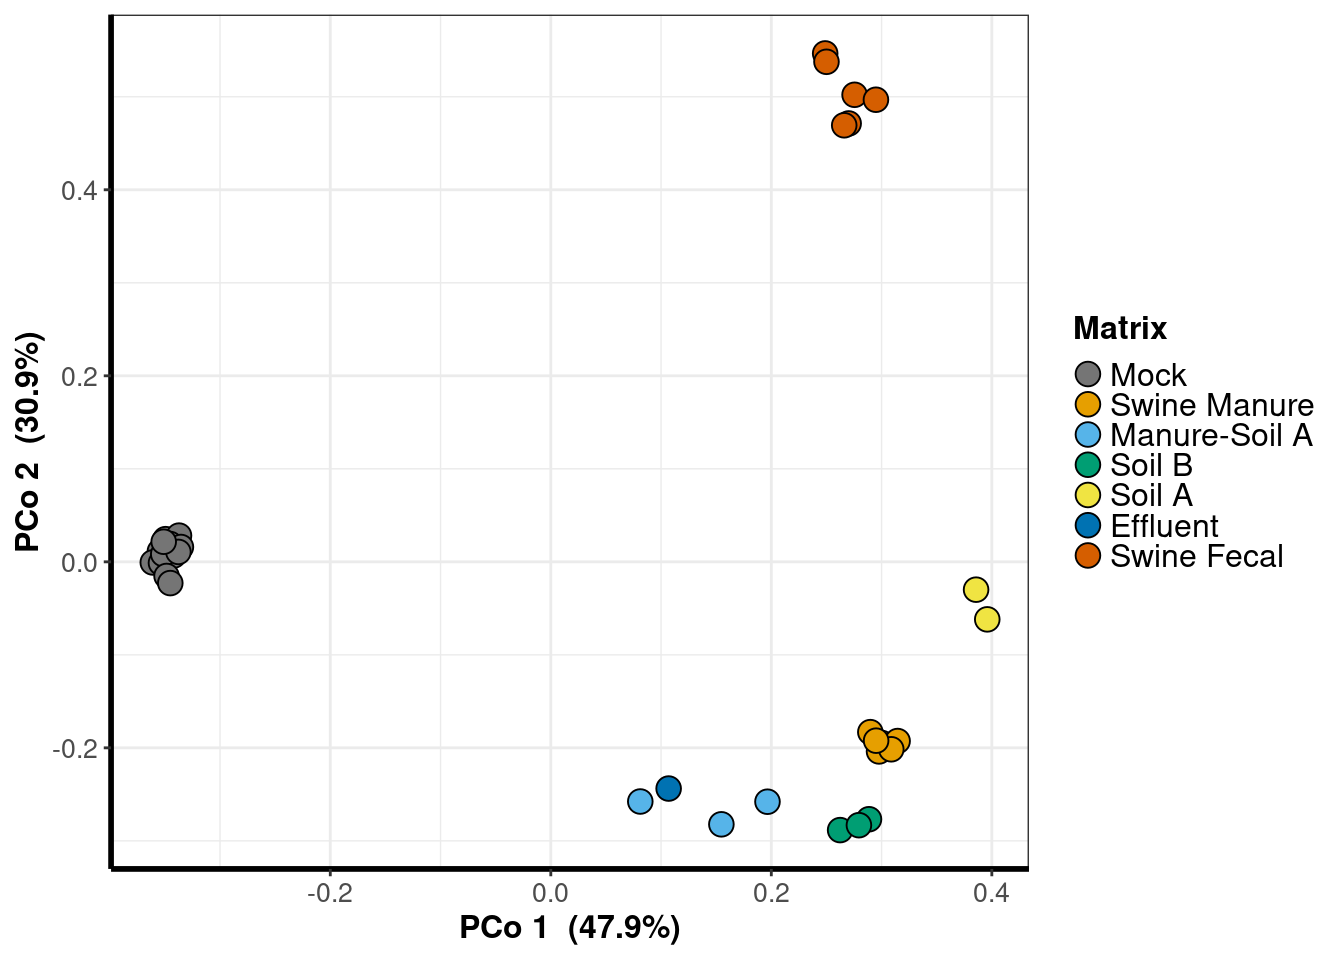 PCo 2 (30.9%)
0.4
0.2
0.0
-0.2
-0.2
0.0
0.2
0.4
PCo 1 (47.9%)
Matrix
Mock
Swine Manure
Manure-Soil A
Soil B
Soil A
Effluent
Swine Fecal